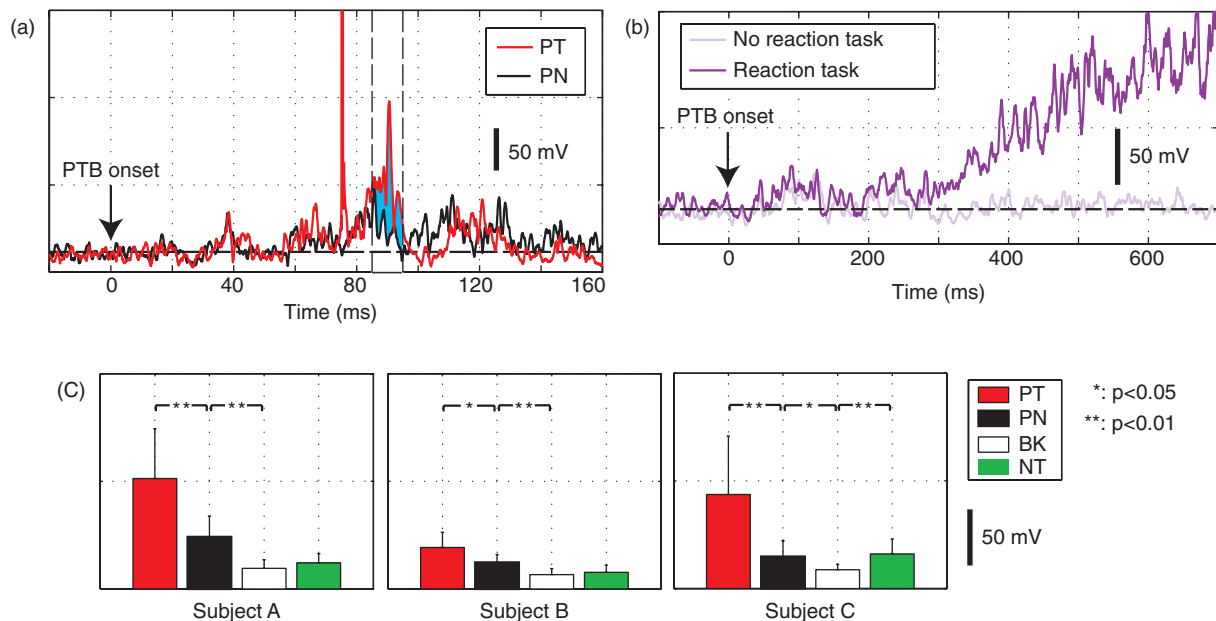 (a)
PT
PN
PTB onset
50 mV
0 40 80 120 160
Time (ms)
(b)
No reaction task
Reaction task
PTB onset
50 mV
0 200 400 600
Time (ms)
(C)
** **
* **
** * **
Subject A
Subject B
Subject C
PT
PN
BK
NT
*: p<0.05
**: p<0.01
50 mV